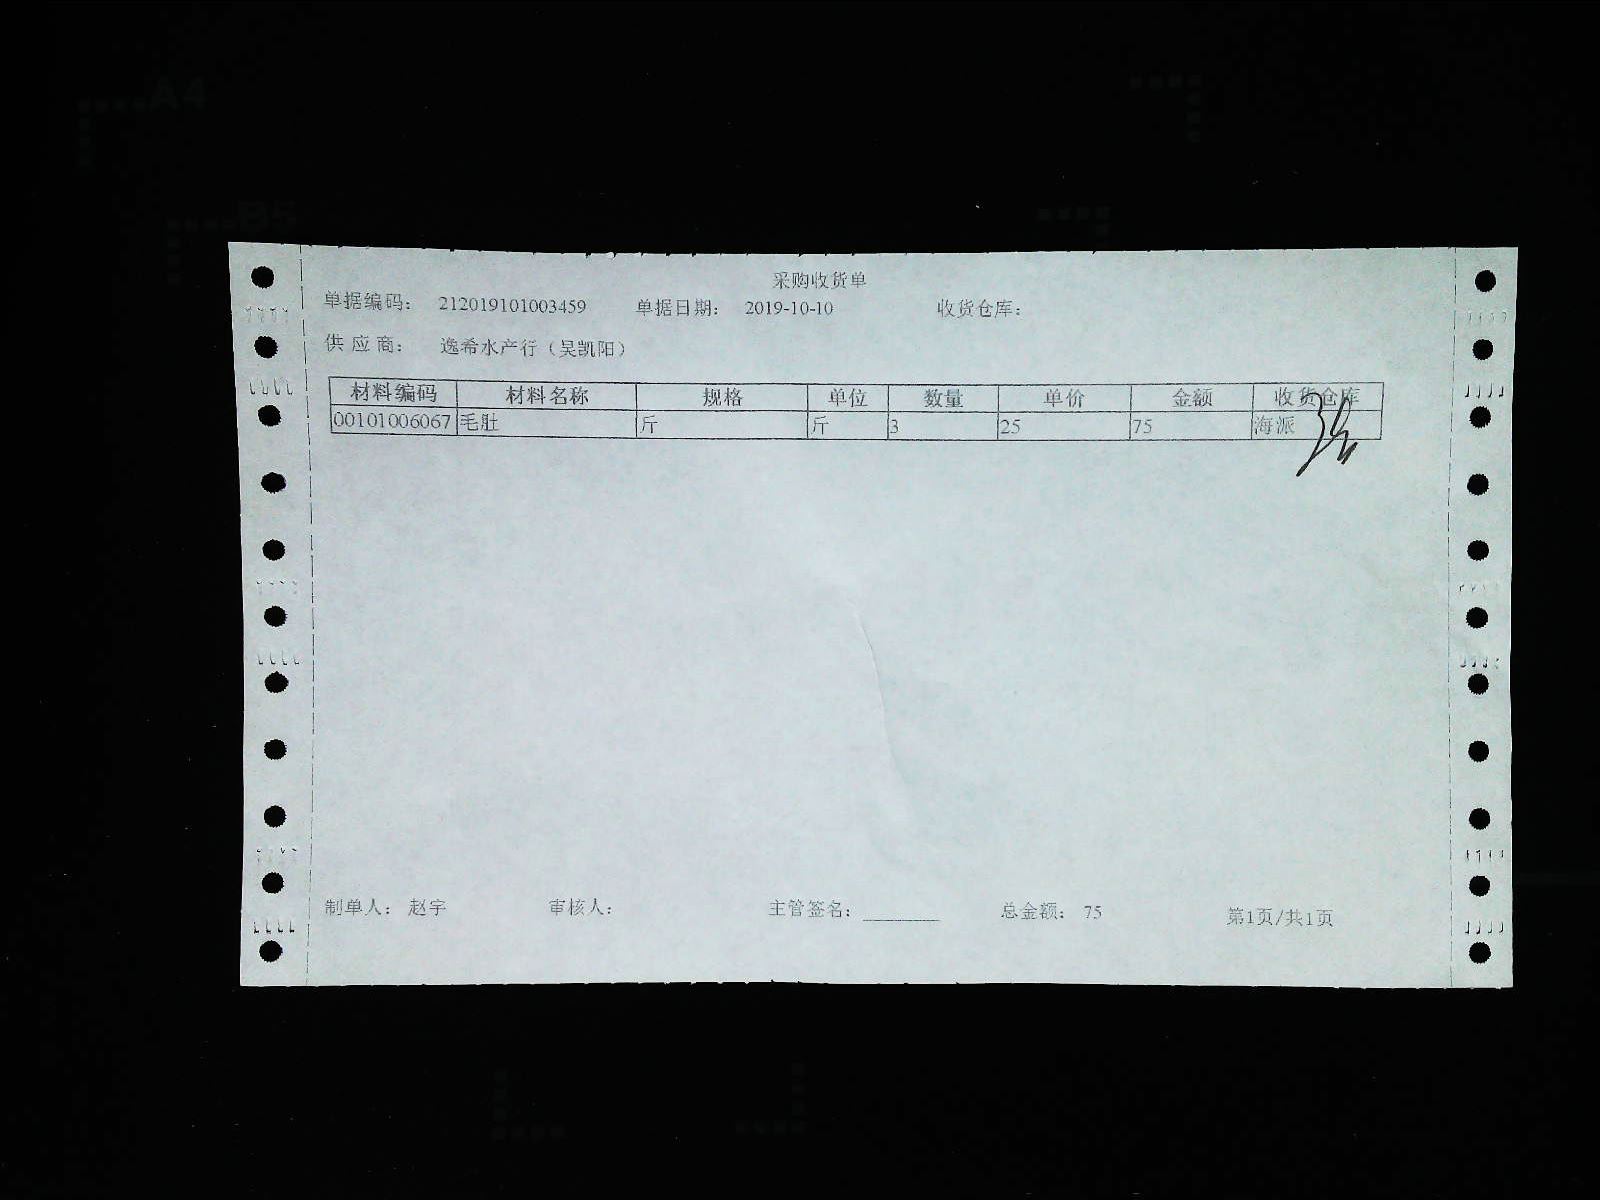 采购收货单
单据编码： 212019101003459 单据日期： 2019-10-10 收货仓库：
供 应 商： 逸希水产行（吴凯阳）
材料编码 材料名称 规格 单位 数量 单价 金额 收货仓库
00101006067 毛肚 斤 斤 3 25 75 海派
制单人： 赵宇 审核人： 主管签名：________ 总金额： 75 第1页/共1页